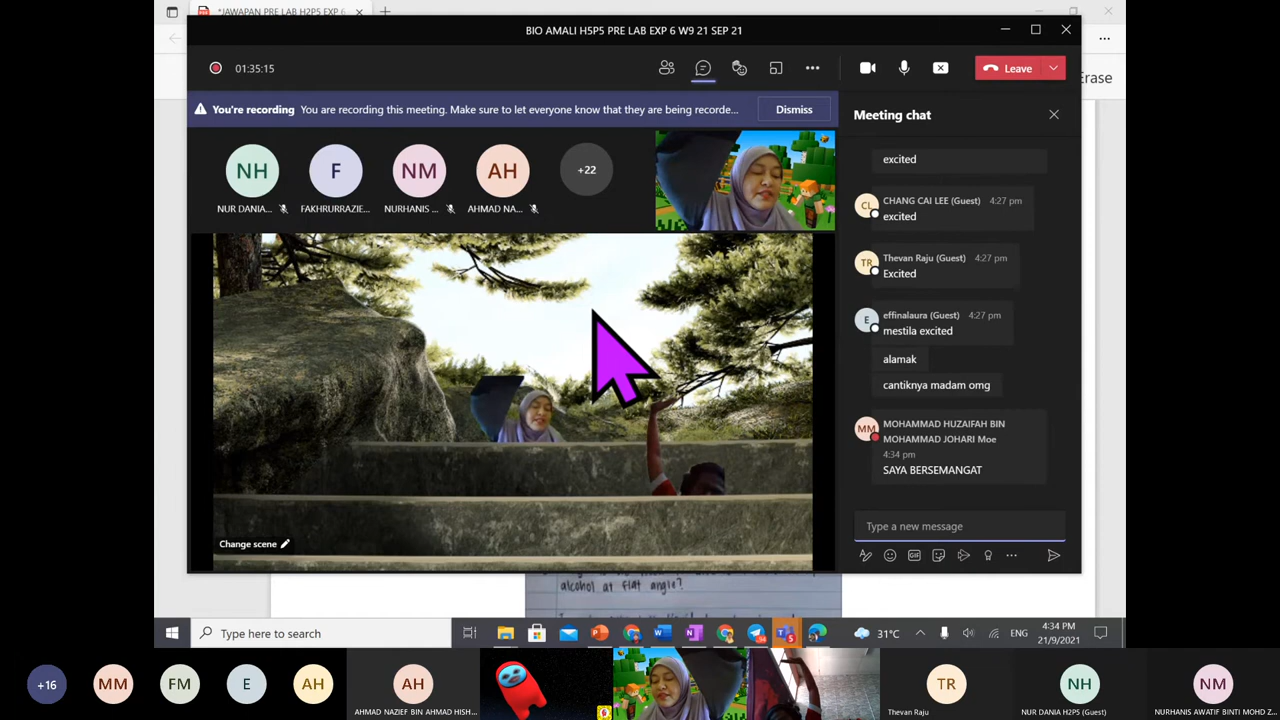 *JAWAPAN PRE LAB H2P5 EXP 6
BIO AMALI H5P5 PRE LAB EXP 6 W9 21 SEP 21
01:35:15
Leave
Erase
You're recording You are recording this meeting. Make sure to let everyone know that they are being recorde...
Dismiss
Meeting chat
NH
F
NM
AH
+22
NUR DANIA...
FAKHRURRAZIE...
NURHANIS ...
AHMAD NA...
excited
CL
CHANG CAI LEE (Guest) 4:27 pm
excited
TR
Thevan Raju (Guest) 4:27 pm
Excited
E
effinalaura (Guest) 4:27 pm
mestila excited
alamak
cantiknya madam omg
MM
MOHAMMAD HUZAIFAH BIN
MOHAMMAD JOHARI Moe
4:34 pm
SAYA BERSEMANGAT
Change scene
Type a new message
GIF
alcohol at flat angle?
Type here to search
5
31°C
ENG
4:34 PM
21/9/2021
+16
MM
FM
E
AH
AH
AHMAD NAZIEF BIN AHMAD HISH...
TR
Thevan Raju
NH
NUR DANIA H2P5 (Guest)
NM
NURHANIS AWATIF BINTI MOHD Z...